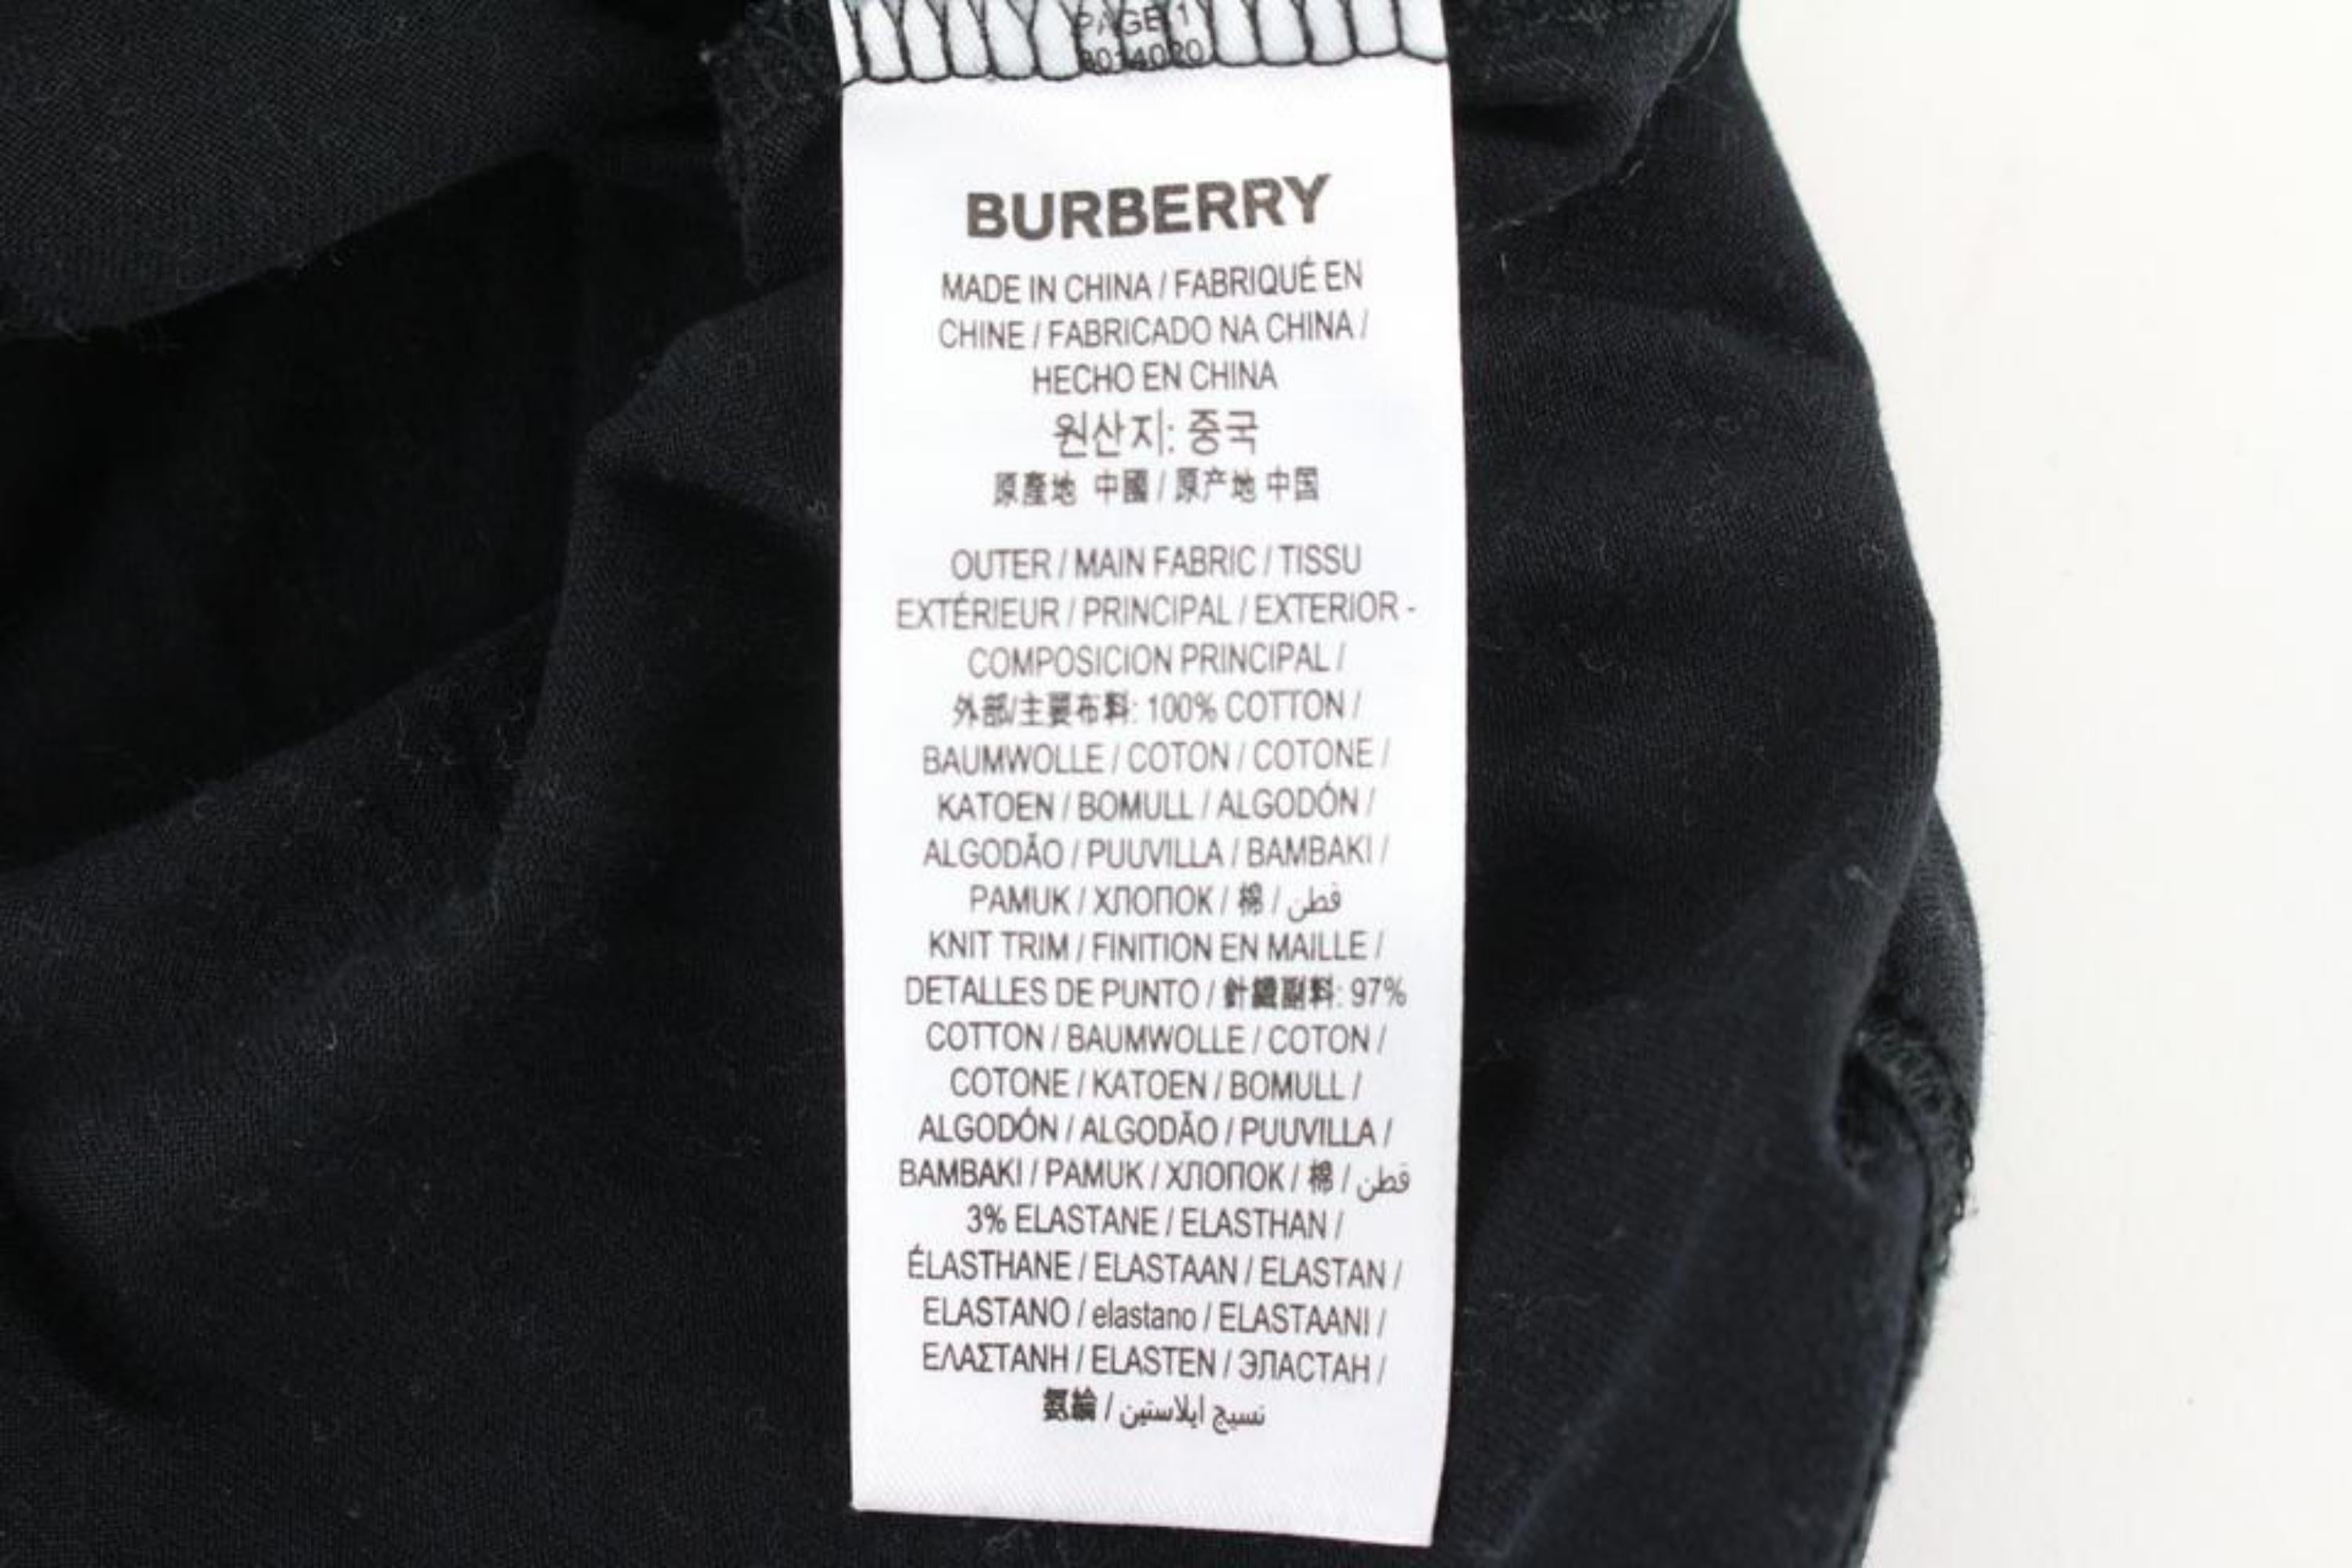 PAGE 1
8014020
BURBERRY
MADE IN CHINA / FABRIQUÉ EN
CHINE / FABRICADO NA CHINA /
HECHO EN CHINA
원산지: 중국
原產地 中國 / 原产地 中国
OUTER / MAIN FABRIC / TISSU
EXTÉRIEUR / PRINCIPAL / EXTERIOR -
COMPOSICION PRINCIPAL /
外部/主要布料: 100% COTTON /
BAUMWOLLE / COTON / COTONE /
KATOEN / BOMULL / ALGODÓN /
ALGODÃO / PUUVILLA / BAMBAKI /
PAMUK / ХЛОПОК / 棉 / قطن
KNIT TRIM / FINITION EN MAILLE /
DETALLES DE PUNTO / 針織副料: 97%
COTTON / BAUMWOLLE / COTON /
COTONE / KATOEN / BOMULL /
ALGODÓN / ALGODÃO / PUUVILLA /
BAMBAKI / PAMUK / ХЛОПОК / 棉 / قطن
3% ELASTANE / ELASTHAN /
ÉLASTHANE / ELASTAAN / ELASTAN /
ELASTANO / elastano / ELASTAANI /
ΕΛΑΣΤΑΝΗ / ELASTEN / ЭЛАСТАН /
氨綸 / نسيج ايلاستين